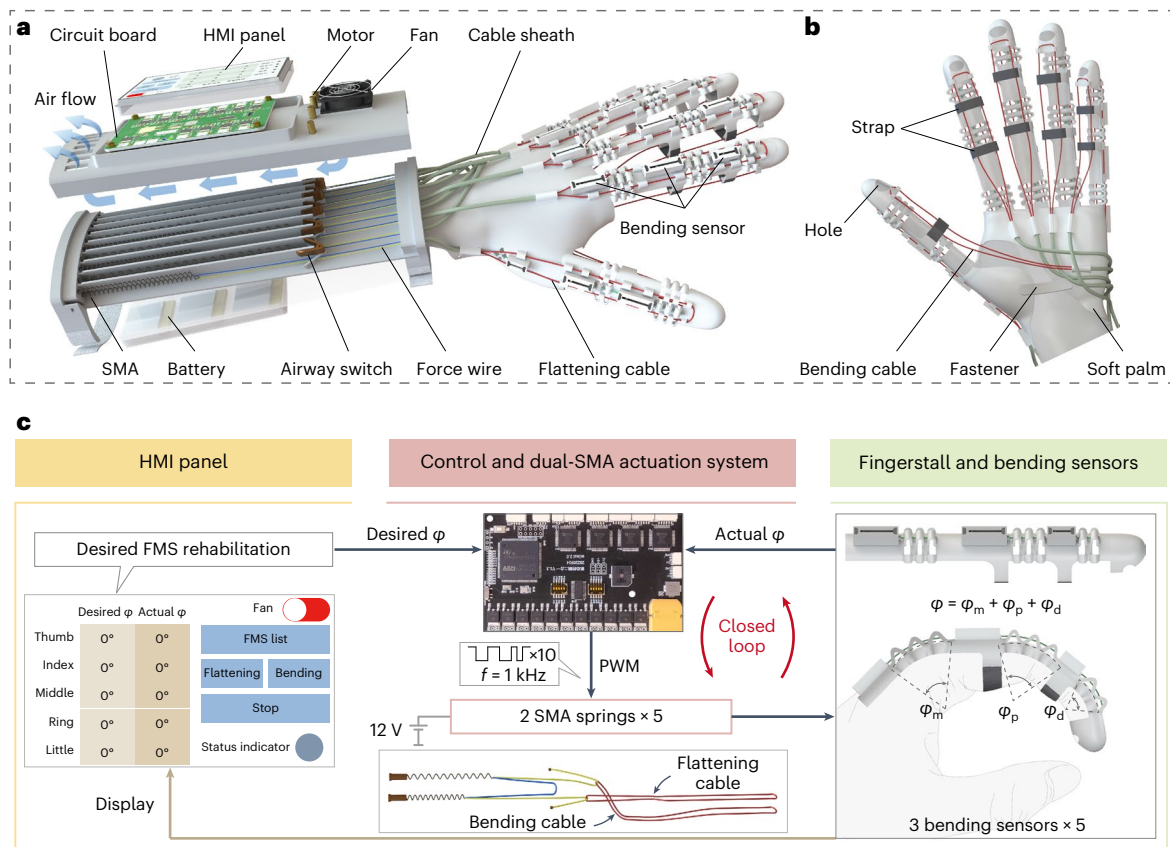 a
Circuit board
HMI panel
Motor
Fan
Cable sheath
Air flow
Bending sensor
SMA
Battery
Airway switch
Force wire
Flattening cable
b
Strap
Hole
Bending cable
Fastener
Soft palm
c
HMI panel
Control and dual-SMA actuation system
Fingerstall and bending sensors
Desired FMS rehabilitation
Desired φ
Actual φ
Desired φ Actual φ
Thumb 0° 0°
Index 0° 0°
Middle 0° 0°
Ring 0° 0°
Little 0° 0°
Fan
FMS list
Flattening
Bending
Stop
Status indicator
Display
×10
f = 1 kHz
PWM
Closed
loop
12 V
2 SMA springs × 5
Flattening
cable
Bending cable
φ = φm + φp + φd
φm
φp
φd
3 bending sensors × 5